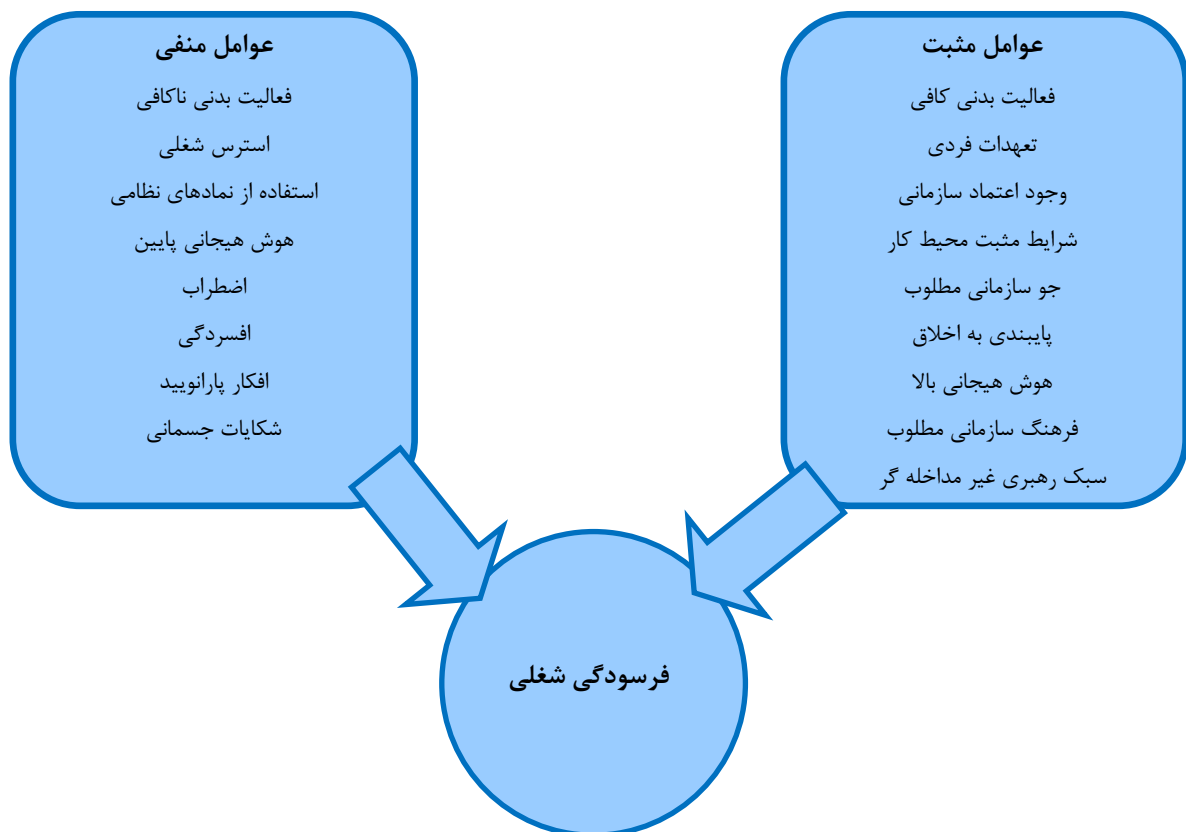 عوامل مثبت
فعالیت بدنی کافی
تعهدات فردی
وجود اعتماد سازمانی
شرایط مثبت محیط کار
جو سازمانی مطلوب
پایبندی به اخلاق
هوش هیجانی بالا
فرهنگ سازمانی مطلوب
سبک رهبری غیر مداخله گر
عوامل منفی
فعالیت بدنی ناکافی
استرس شغلی
استفاده از نمادهای نظامی
هوش هیجانی پایین
اضطراب
افسردگی
افکار پارانویید
شکایات جسمانی
فرسودگی شغلی